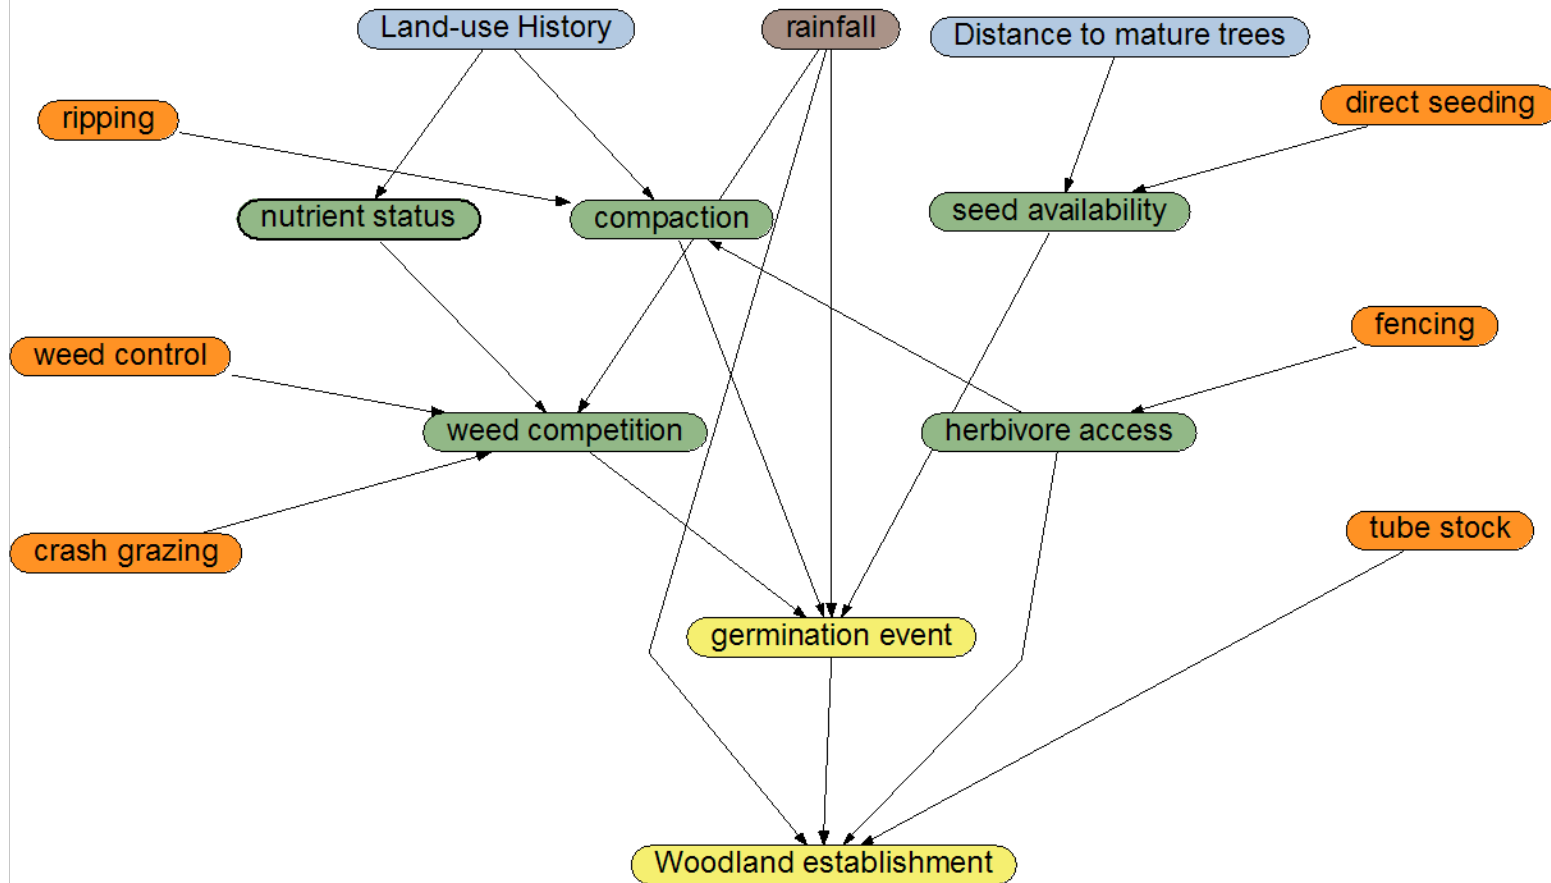 Land-use History
rainfall
Distance to mature trees
ripping
direct seeding
nutrient status
compaction
seed availability
weed control
fencing
weed competition
herbivore access
crash grazing
tube stock
germination event
Woodland establishment